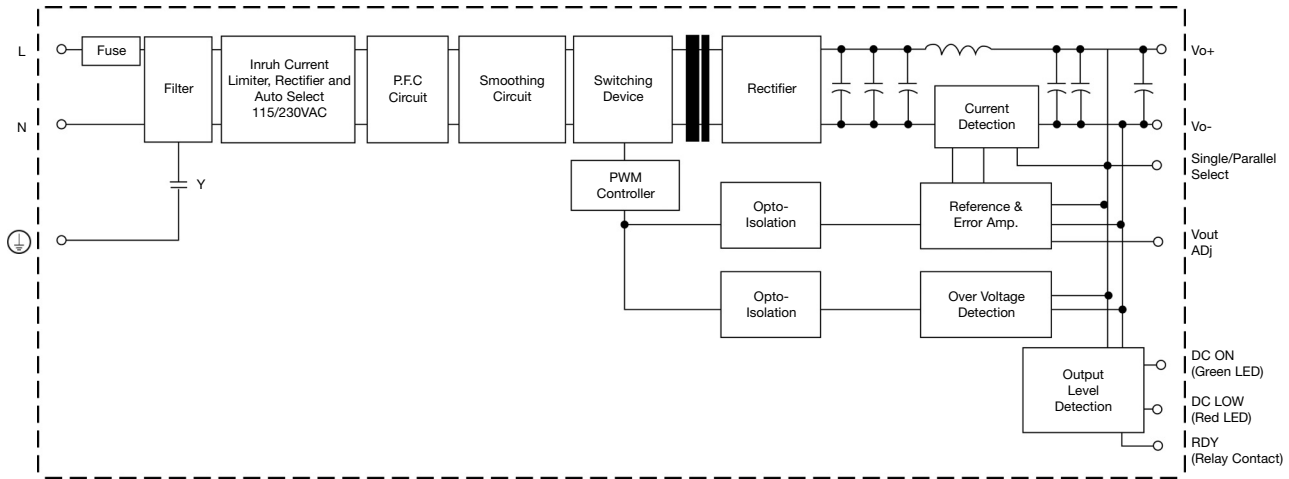 L
Fuse
N
Filter
Inruh Current
Limiter, Rectifier and
Auto Select
115/230VAC
P.F.C
Circuit
Smoothing
Circuit
Switching
Device
Rectifier
Current
Detection
Vo+
Vo-
Single/Parallel
Select
Y
PWM
Controller
Opto-
Isolation
Reference &
Error Amp.
Vout
ADj
Opto-
Isolation
Over Voltage
Detection
Output
Level
Detection
DC ON
(Green LED)
DC LOW
(Red LED)
RDY
(Relay Contact)